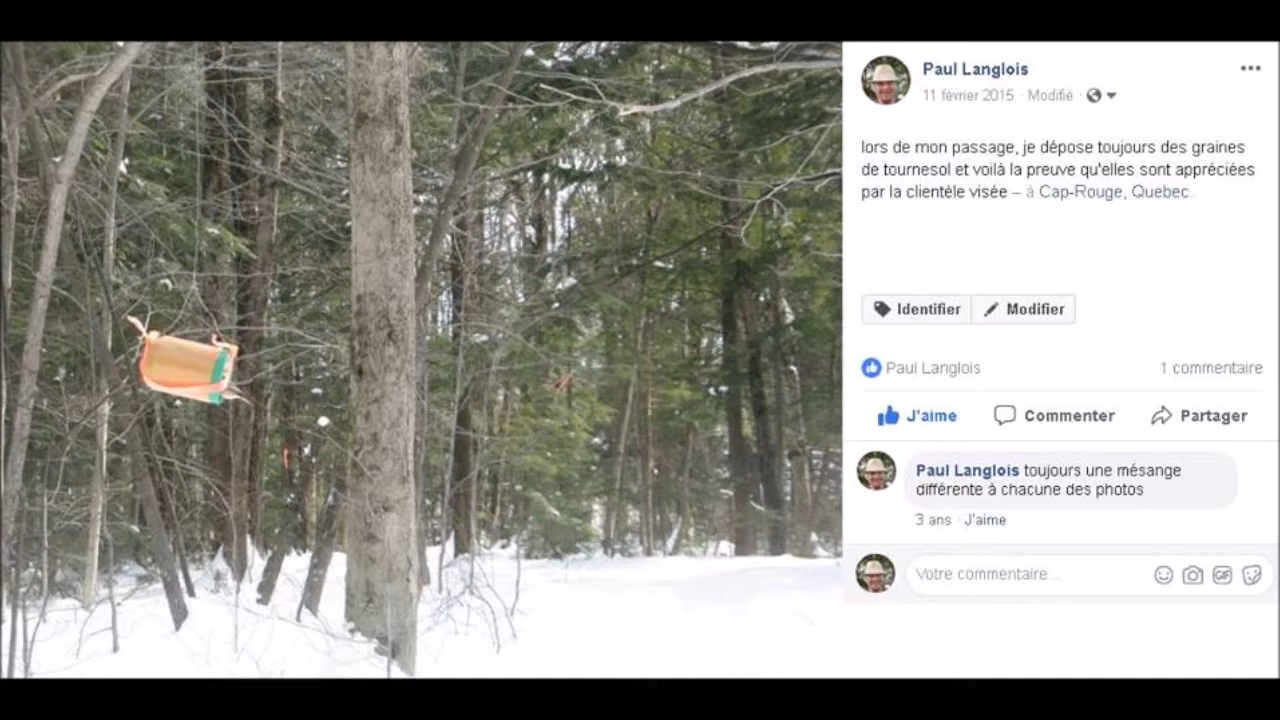 Paul Langlois
11 février 2015 · Modifié ·
lors de mon passage, je dépose toujours des graines
de tournesol et voilà la preuve qu'elles sont appréciées
par la clientèle visée – à Cap-Rouge, Quebec.
Identifier Modifier
Paul Langlois 1 commentaire
J'aime Commenter Partager
Paul Langlois toujours une mésange
différente à chacune des photos
3 ans · J'aime
Votre commentaire...
GIF